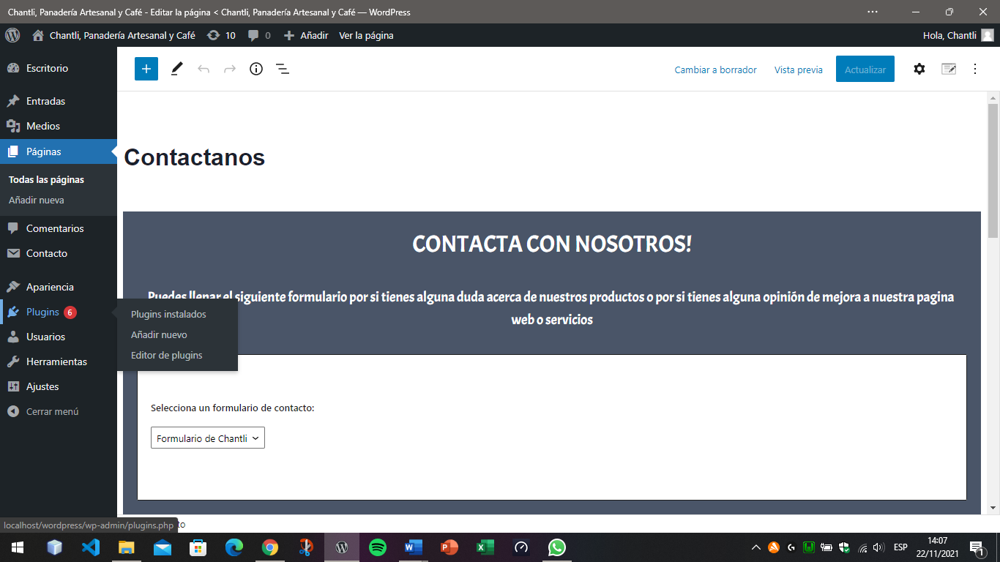 Chantli, Panadería Artesanal y Café - Editar la página < Chantli, Panadería Artesanal y Café — WordPress
Chantli, Panadería Artesanal y Café 10 0 Añadir Ver la página Hola, Chantli
Escritorio
Entradas
Medios
Páginas
Todas las páginas
Añadir nueva
Comentarios
Contacto
Apariencia
Plugins 6
Usuarios
Herramientas
Ajustes
Cerrar menú
Plugins instalados
Añadir nuevo
Editor de plugins
Cambiar a borrador Vista previa Actualizar
Contactanos
CONTACTA CON NOSOTROS!
Puedes llenar el siguiente formulario por si tienes alguna duda acerca de nuestros productos o por si tienes alguna opinión de mejora a nuestra pagina
web o servicios
Selecciona un formulario de contacto:
Formulario de Chantli
localhost/wordpress/wp-admin/plugins.php
ESP
14:07
22/11/2021
1